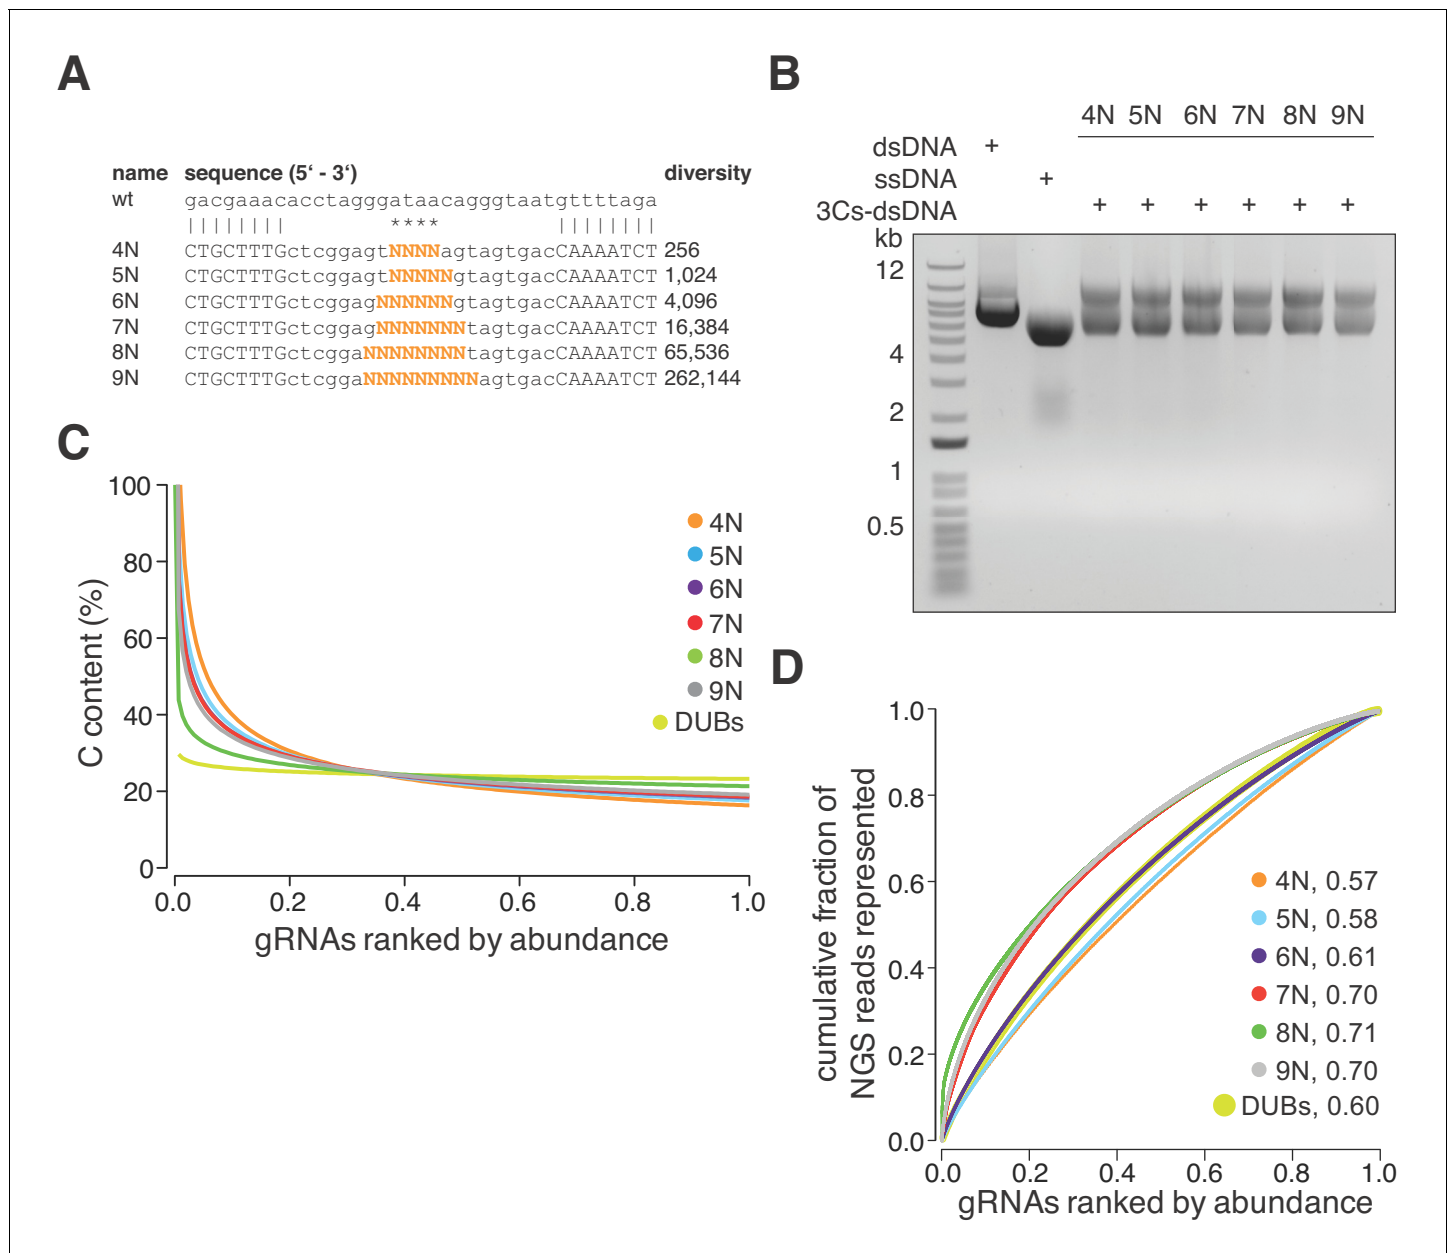 A
name sequence (5‘ - 3‘) diversity
wt gacgaaacacctagggataacagggtaatgttttaga
|||||||| **** ||||||||
4N CTGCTTTGctcggagtNNNNagtagtgacCAAAATCT 256
5N CTGCTTTGctcggagtNNNNNgtagtgacCAAAATCT 1,024
6N CTGCTTTGctcggagNNNNNNgtagtgacCAAAATCT 4,096
7N CTGCTTTGctcggagNNNNNNNtagtgacCAAAATCT 16,384
8N CTGCTTTGctcggaNNNNNNNNtagtgacCAAAATCT 65,536
9N CTGCTTTGctcggaNNNNNNNNNagtgacCAAAATCT 262,144
B
4N 5N 6N 7N 8N 9N
dsDNA +
ssDNA +
3Cs-dsDNA + + + + + +
kb
12
4
2
1
0.5
C
100
80
60
40
20
0
C content (%)
4N
5N
6N
7N
8N
9N
DUBs
0.0 0.2 0.4 0.6 0.8 1.0
gRNAs ranked by abundance
D
1.0
0.8
0.6
0.4
0.2
0.0
cumulative fraction of
NGS reads represented
4N, 0.57
5N, 0.58
6N, 0.61
7N, 0.70
8N, 0.71
9N, 0.70
DUBs, 0.60
0.0 0.2 0.4 0.6 0.8 1.0
gRNAs ranked by abundance